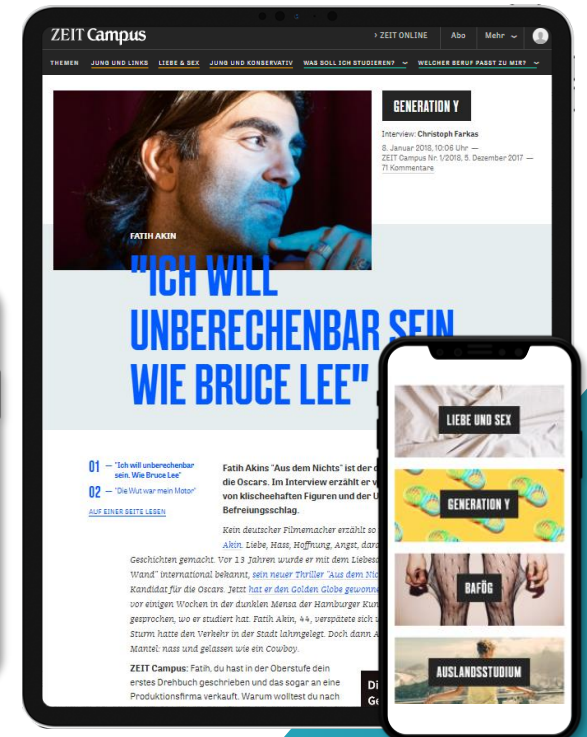 ZEIT Campus
› ZEIT ONLINE Abo Mehr
THEMEN JUNG UND LINKS LIEBE & SEX JUNG UND KONSERVATIV WAS SOLL ICH STUDIEREN? WELCHER BERUF PASST ZU MIR?
GENERATION Y
Interview: Christoph Farkas
8. Januar 2018, 10:06 Uhr —
ZEIT Campus Nr. 1/2018, 5. Dezember 2017 —
71 Kommentare
FATIH AKIN
"ICH WILL
UNBERECHENBAR SEIN
WIE BRUCE LEE"
01 — "Ich will unberechenbar
sein. Wie Bruce Lee"
02 — "Die Wut war mein Motor"
AUF EINER SEITE LESEN
Fatih Akins "Aus dem Nichts" ist der
die Oscars. Im Interview erzählt er
von klischeehaften Figuren und der
Befreiungsschlag.
Kein deutscher Filmemacher erzählt so
Akin. Liebe, Hass, Hoffnung, Angst,
Geschichten gemacht. Vor 13 Jahren wurde er mit dem
Wand" international bekannt, sein neuer Thriller "Aus dem
Kandidat für die Oscars. Jetzt hat er den Golden Globe
vor einigen Wochen in der dunklen Mensa der Hamburger
gesprochen, wo er studiert hat. Fatih Akin, 44, verspätete sich
Sturm hatte den Verkehr in der Stadt lahmgelegt. Doch dann
Mantel: nass und gelassen wie ein Cowboy.
ZEIT Campus: Fatih, du hast in der Oberstufe dein
erstes Drehbuch geschrieben und das sogar an eine
Produktionsfirma verkauft. Warum wolltest du nach
LIEBE UND SEX
GENERATION Y
BAFÖG
AUSLANDSSTUDIUM